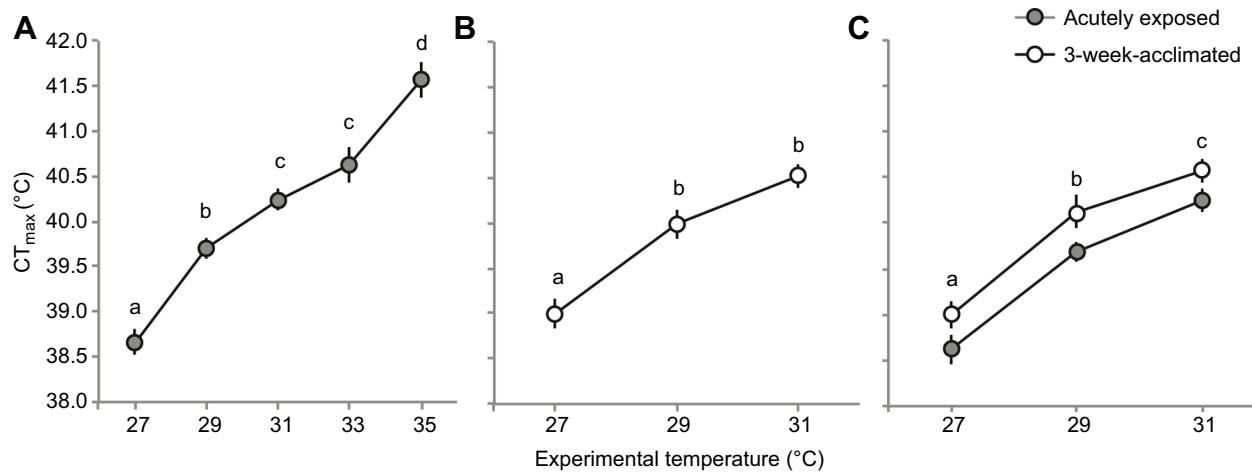 A
B
C
Acutely exposed
3-week-acclimated
42.0
41.5
41.0
40.5
40.0
39.5
39.0
38.5
38.0
CTmax (°C)
a
b
c
c
d
a
b
b
a
b
c
27 29 31 33 35
27 29 31
27 29 31
Experimental temperature (°C)